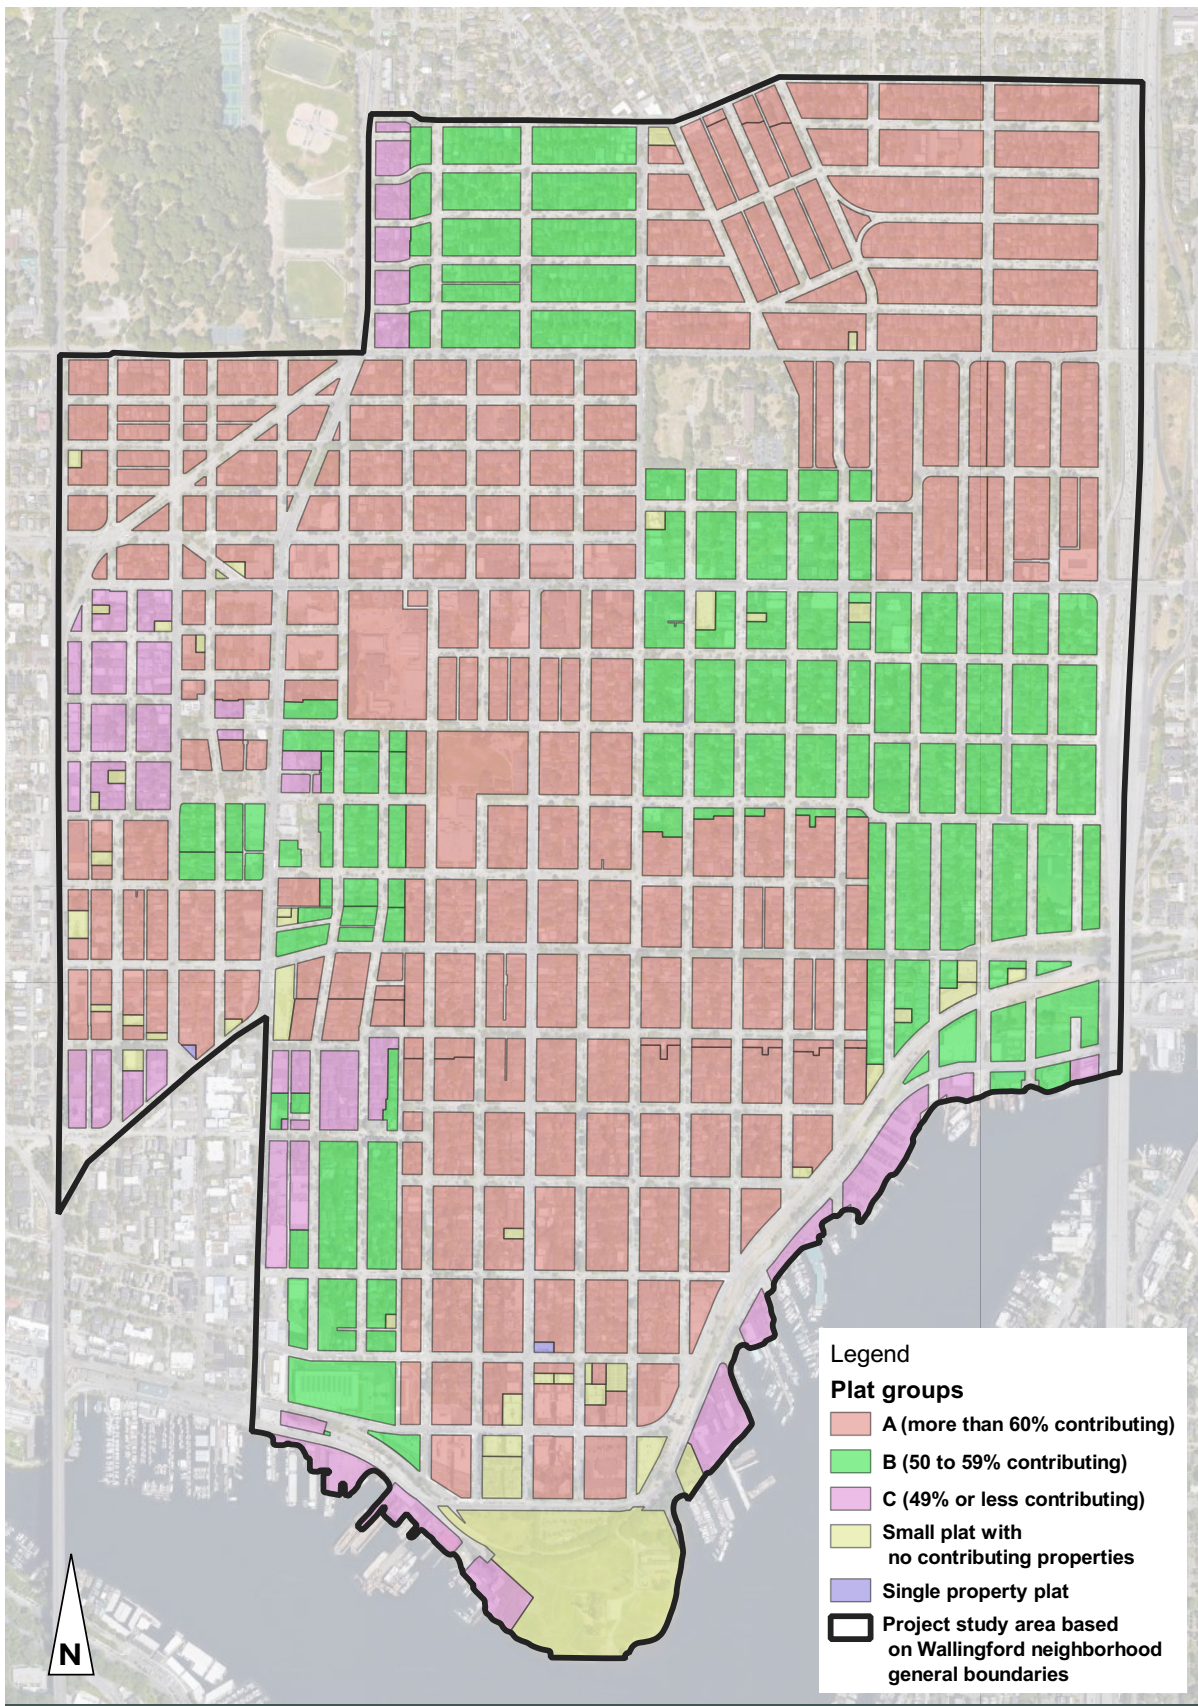 Legend
Plat groups
A (more than 60% contributing)
B (50 to 59% contributing)
C (49% or less contributing)
Small plat with
no contributing properties
Single property plat
Project study area based
on Wallingford neighborhood
general boundaries
N